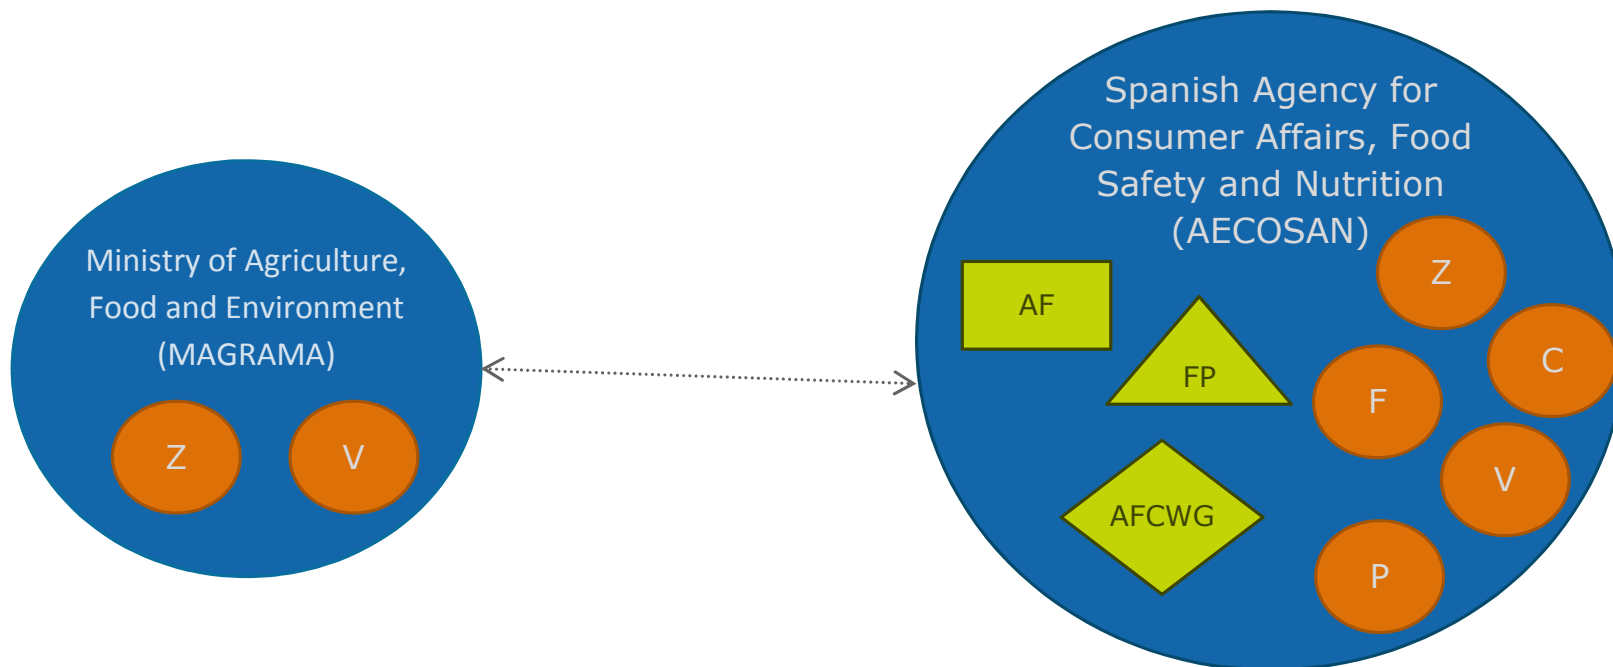 Ministry of Agriculture,
Food and Environment
(MAGRAMA)
Z
V
Spanish Agency for
Consumer Affairs, Food
Safety and Nutrition
(AECOSAN)
Z
AF
C
FP
F
V
AFCWG
P